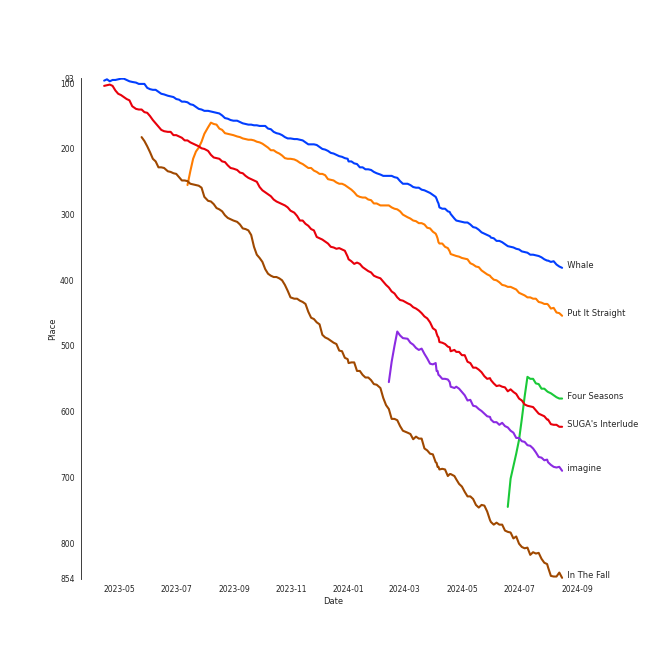 93
100
200
300
400
500
600
700
800
854
Place
Whale
Put It Straight
Four Seasons
SUGA's Interlude
imagine
In The Fall
2023-05 2023-07 2023-09 2023-11 2024-01 2024-03 2024-05 2024-07 2024-09
Date